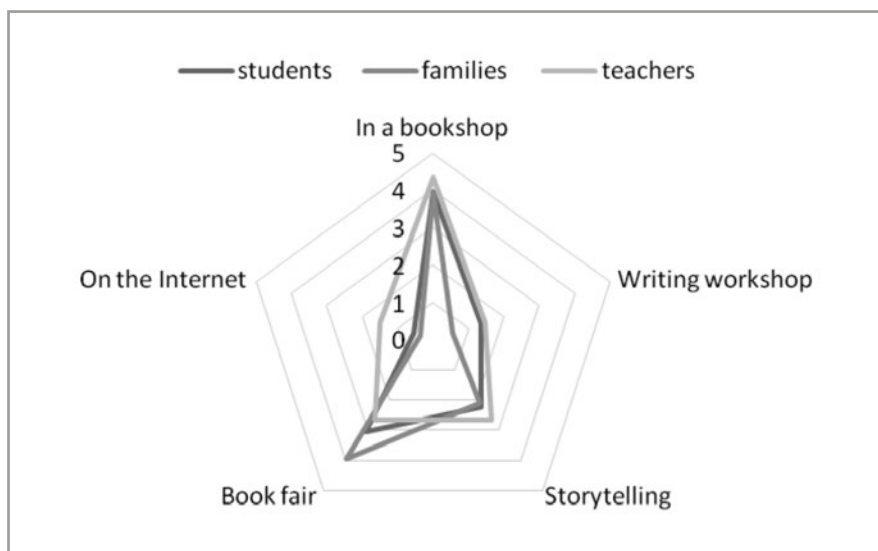 students families teachers
In a bookshop
5
4
3
2
1
0
On the Internet
Writing workshop
Book fair
Storytelling